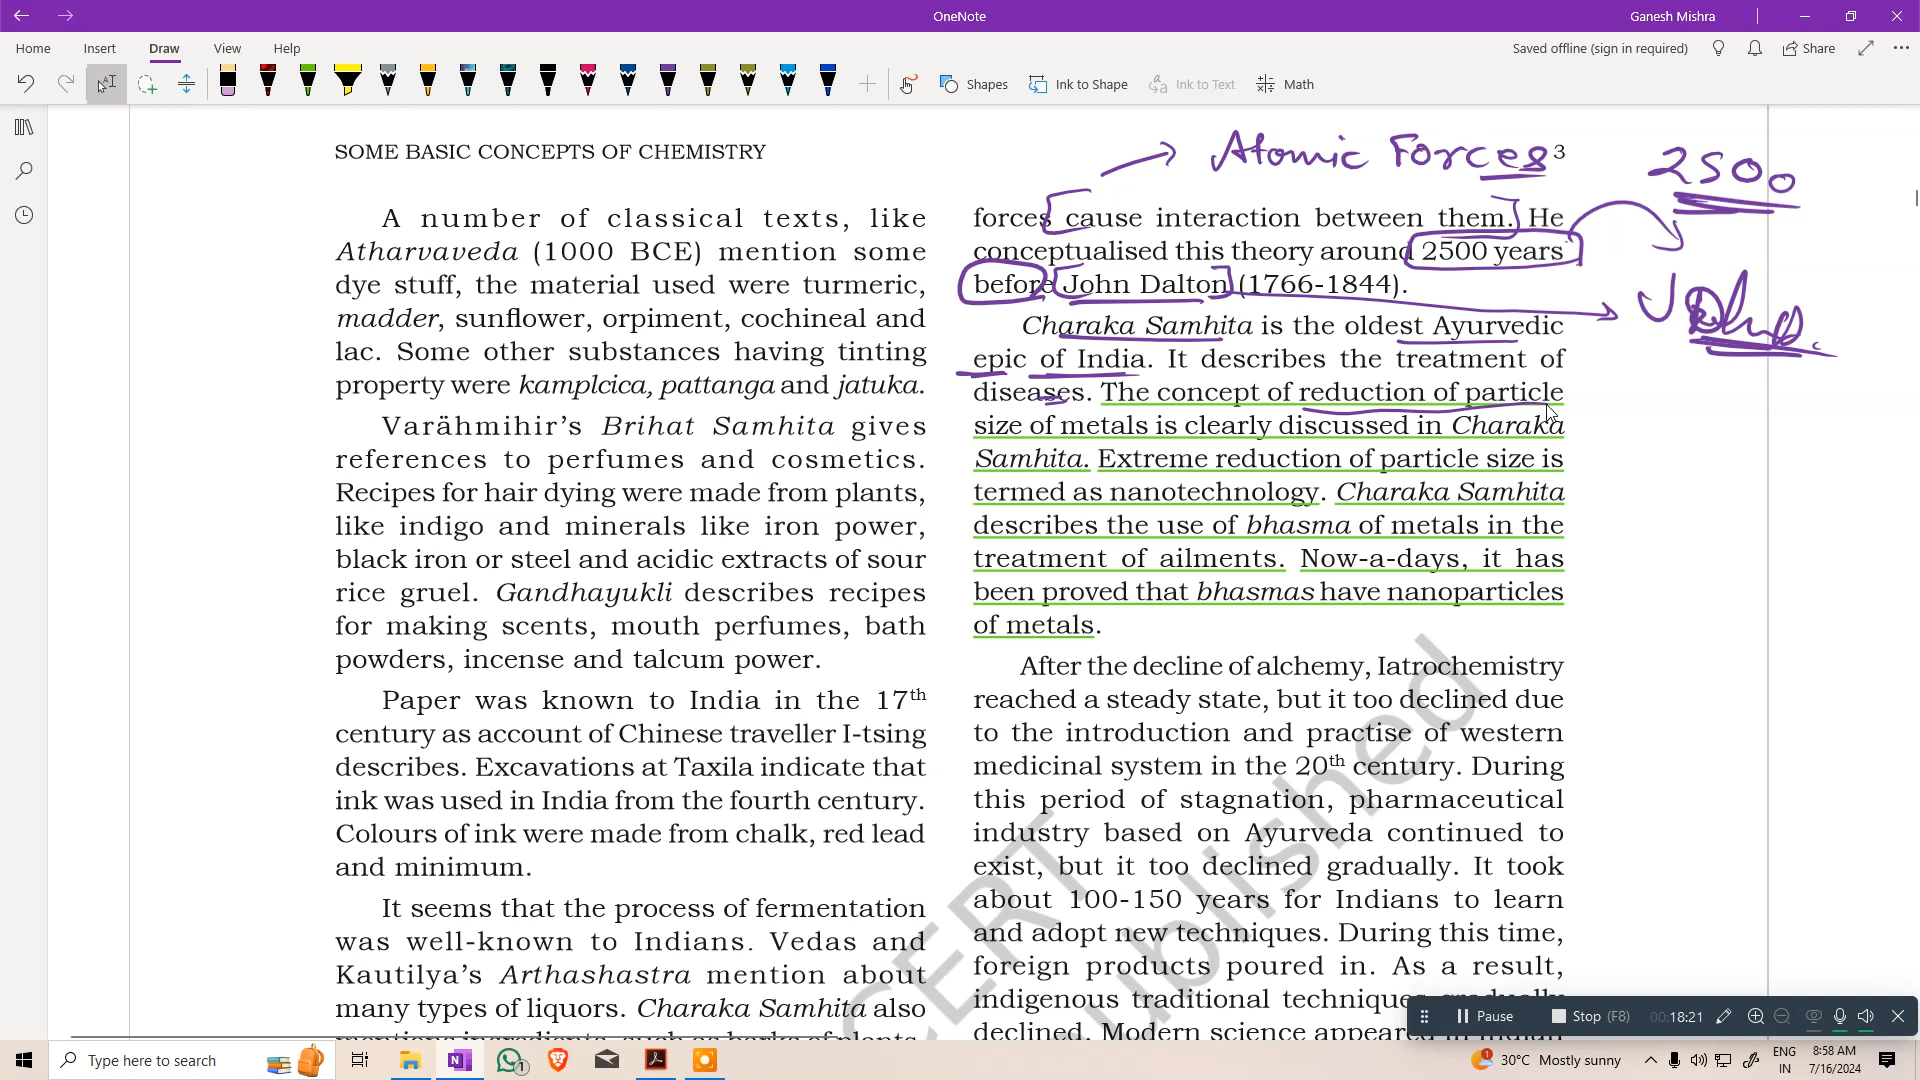 OneNote
Ganesh Mishra
Home Insert Draw View Help
Saved offline (sign in required)
Share
Shapes
Ink to Shape
Ink to Text
Math
SOME BASIC CONCEPTS OF CHEMISTRY
Atomic Forces
3
2500
A number of classical texts, like
Atharvaveda (1000 BCE) mention some
dye stuff, the material used were turmeric,
madder, sunflower, orpiment, cochineal and
lac. Some other substances having tinting
property were kamplcica, pattanga and jatuka.
Varähmihir’s Brihat Samhita gives
references to perfumes and cosmetics.
Recipes for hair dying were made from plants,
like indigo and minerals like iron power,
black iron or steel and acidic extracts of sour
rice gruel. Gandhayukli describes recipes
for making scents, mouth perfumes, bath
powders, incense and talcum power.
Paper was known to India in the 17th
century as account of Chinese traveller I-tsing
describes. Excavations at Taxila indicate that
ink was used in India from the fourth century.
Colours of ink were made from chalk, red lead
and minimum.
It seems that the process of fermentation
was well-known to Indians. Vedas and
Kautilya’s Arthashastra mention about
many types of liquors. Charaka Samhita also
forces cause interaction between them. He
conceptualised this theory around 2500 years
before John Dalton (1766-1844).
Charaka Samhita is the oldest Ayurvedic
epic of India. It describes the treatment of
diseases. The concept of reduction of particle
size of metals is clearly discussed in Charaka
Samhita. Extreme reduction of particle size is
termed as nanotechnology. Charaka Samhita
describes the use of bhasma of metals in the
treatment of ailments. Now-a-days, it has
been proved that bhasmas have nanoparticles
of metals.
After the decline of alchemy, Iatrochemistry
reached a steady state, but it too declined due
to the introduction and practise of western
medicinal system in the 20th century. During
this period of stagnation, pharmaceutical
industry based on Ayurveda continued to
exist, but it too declined gradually. It took
about 100-150 years for Indians to learn
and adopt new techniques. During this time,
foreign products poured in. As a result,
indigenous traditional techniques gradually
declined. Modern science appeared in Indian
Pause
Stop (F8)
00:18:21
Type here to search
1
1
30°C Mostly sunny
ENG
IN
8:58 AM
7/16/2024